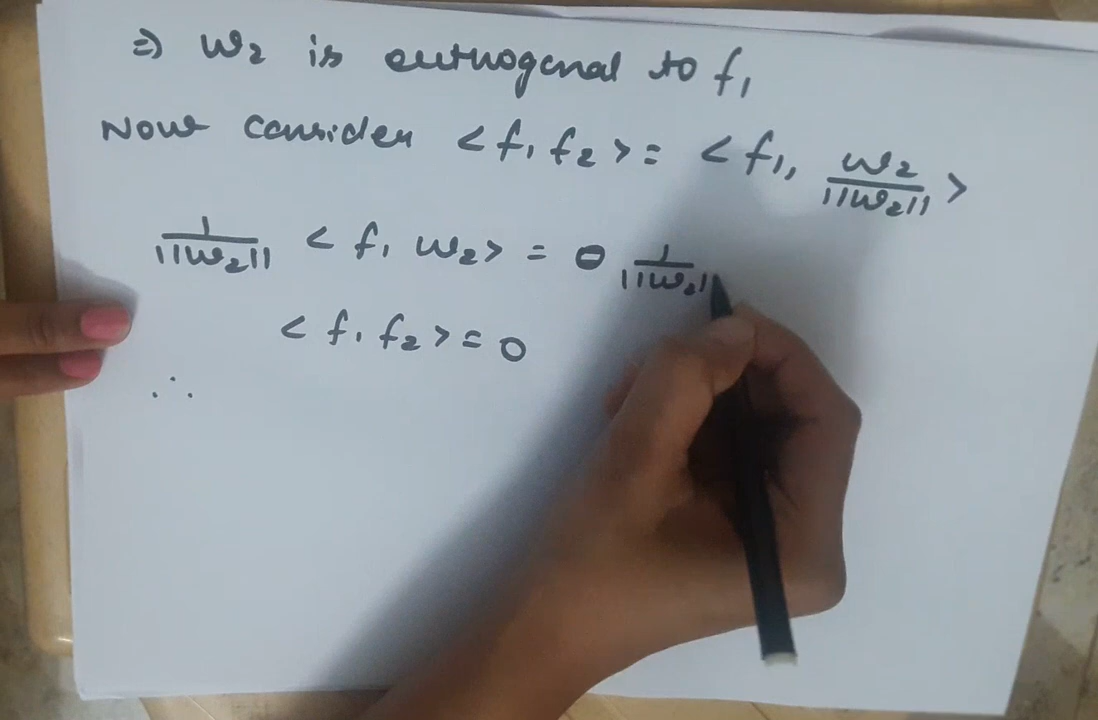 ⇒ w₂ is orthogonal to f₁
Now consider <f₁ f₂> = <f₁, w₂/||w₂||>
1/||w₂|| <f₁ w₂> = 0 1/||w₂||
<f₁ f₂> = 0
∴